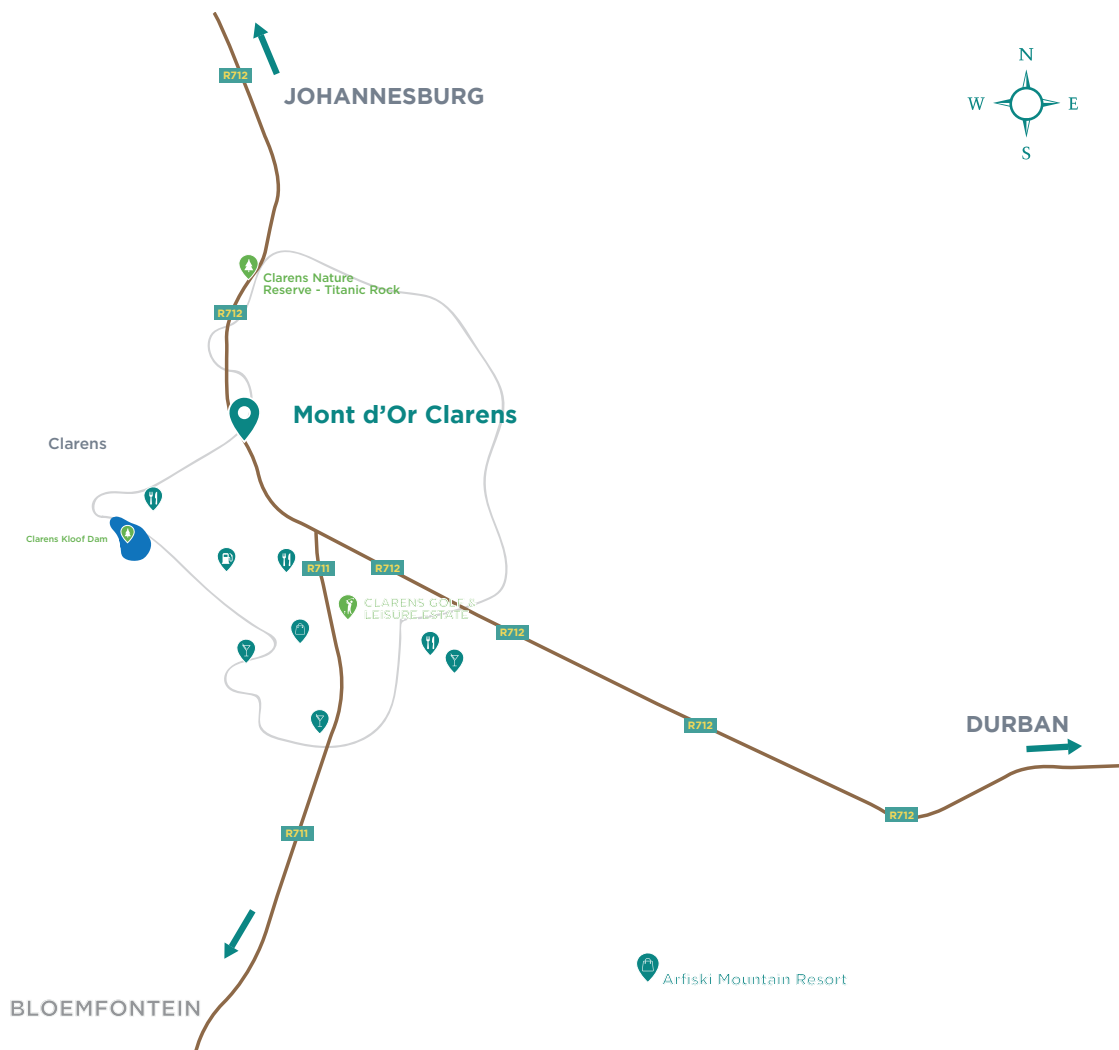 R712
JOHANNESBURG
N
W
E
S
Clarens Nature
Reserve - Titanic Rock
R712
Mont d’Or Clarens
Clarens
Clarens Kloof Dam
R711
R712
CLARENS GOLF &
LEISURE ESTATE
R712
R712
DURBAN
R712
R711
Arfiski Mountain Resort
BLOEMFONTEIN